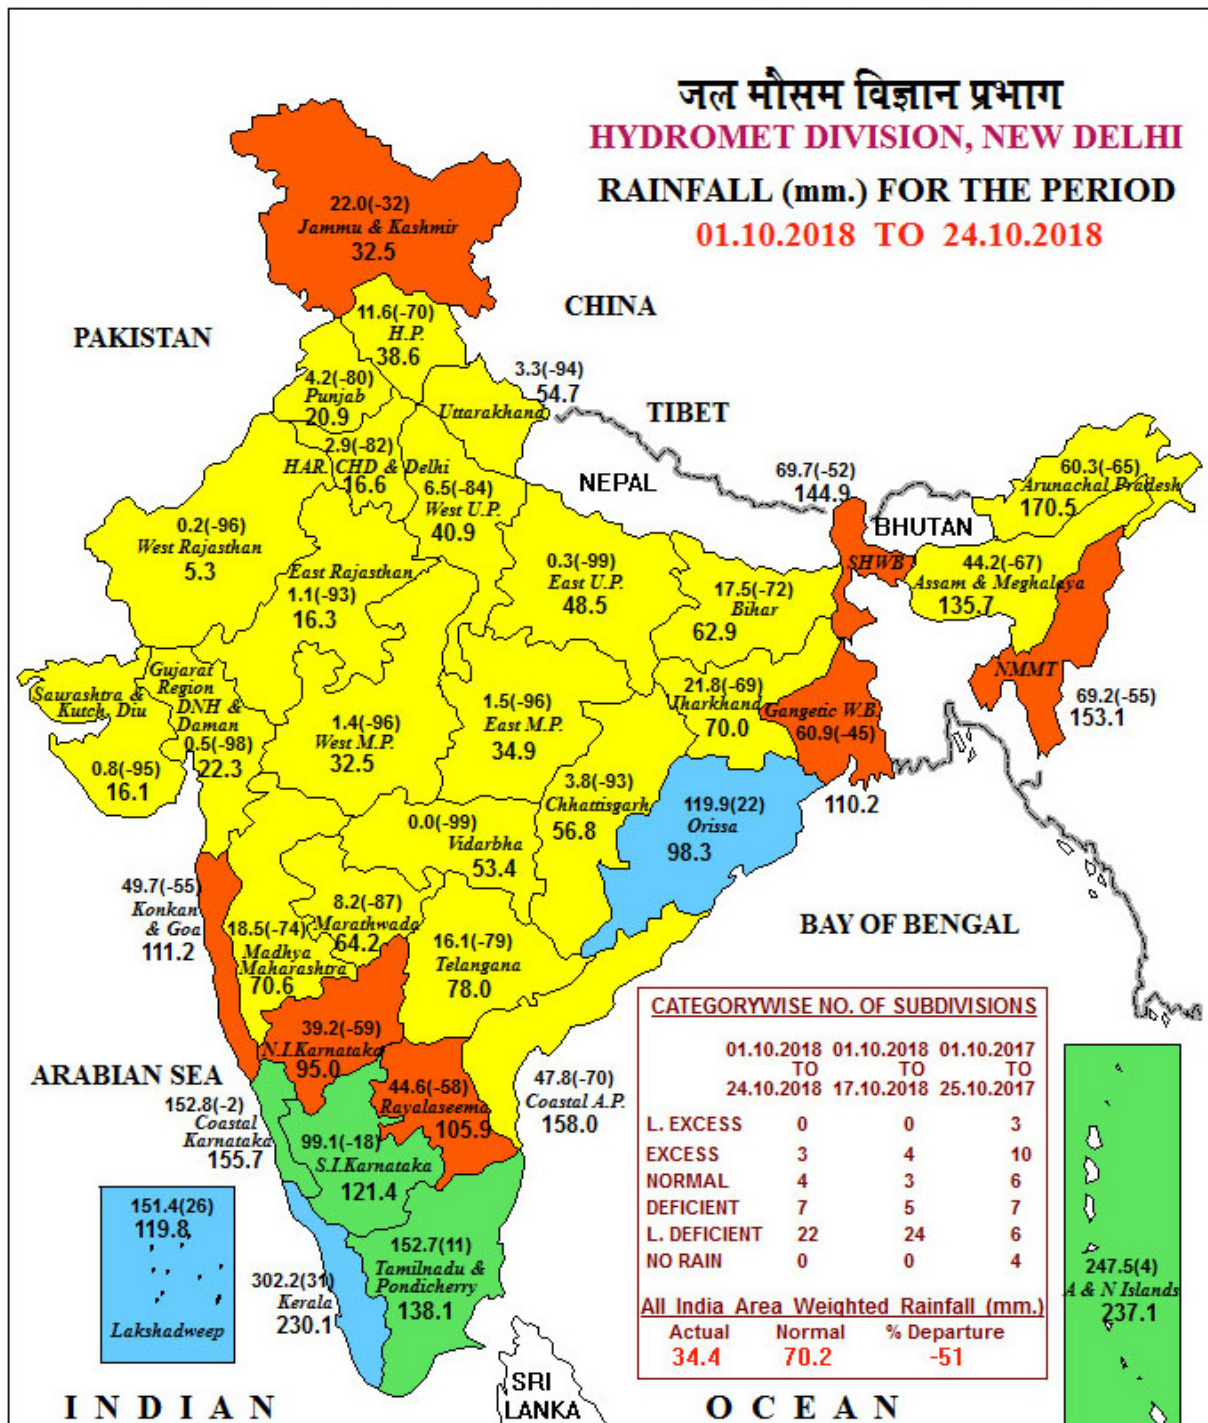 जल मौसम विज्ञान प्रभाग
HYDROMET DIVISION, NEW DELHI
RAINFALL (mm.) FOR THE PERIOD
01.10.2018 TO 24.10.2018
22.0(-32)
Jammu & Kashmir
32.5
CHINA
PAKISTAN
11.6(-70)
H.P.
38.6
4.2(-80)
Punjab
20.9
3.3(-94)
54.7
Uttarakhand
TIBET
NEPAL
2.9(-82)
HAR. CHD & Delhi
16.6
6.5(-84)
West U.P.
40.9
69.7(-52)
144.9
SHWB
BHUTAN
60.3(-65)
Arunachal Pradesh
170.5
0.2(-96)
West Rajasthan
5.3
East Rajasthan
1.1(-93)
16.3
0.3(-99)
East U.P.
48.5
17.5(-72)
Bihar
62.9
44.2(-67)
Assam & Meghalaya
135.7
NMMT
69.2(-55)
153.1
Saurashtra &
Kutch, Diu
0.8(-95)
16.1
Gujarat
Region
DNH &
Daman
0.5(-98)
22.3
1.4(-96)
West M.P.
32.5
1.5(-96)
East M.P.
34.9
21.8(-69)
Jharkhand
70.0
Gangetic W.B.
60.9(-45)
110.2
3.8(-93)
Chhattisgarh
56.8
119.9(22)
Orissa
98.3
0.0(-99)
Vidarbha
53.4
49.7(-55)
Konkan
& Goa
111.2
18.5(-74)
Madhya
Maharashtra
70.6
8.2(-87)
Marathwada
64.2
16.1(-79)
Telangana
78.0
BAY OF BENGAL
39.2(-59)
N.I.Karnataka
95.0
ARABIAN SEA
44.6(-58)
Rayalaseema
105.9
47.8(-70)
Coastal A.P.
158.0
152.8(-2)
Coastal
Karnataka
155.7
99.1(-18)
S.I.Karnataka
121.4
151.4(26)
119.8
Lakshadweep
302.2(31)
Kerala
230.1
152.7(11)
Tamilnadu &
Pondicherry
138.1
CATEGORYWISE NO. OF SUBDIVISIONS
01.10.2018 01.10.2018 01.10.2017
TO TO TO
24.10.2018 17.10.2018 25.10.2017
L. EXCESS 0 0 3
EXCESS 3 4 10
NORMAL 4 3 6
DEFICIENT 7 5 7
L. DEFICIENT 22 24 6
NO RAIN 0 0 4
All India Area Weighted Rainfall (mm.)
Actual Normal % Departure
34.4 70.2 -51
247.5(4)
A & N Islands
237.1
SRI
LANKA
INDIAN OCEAN